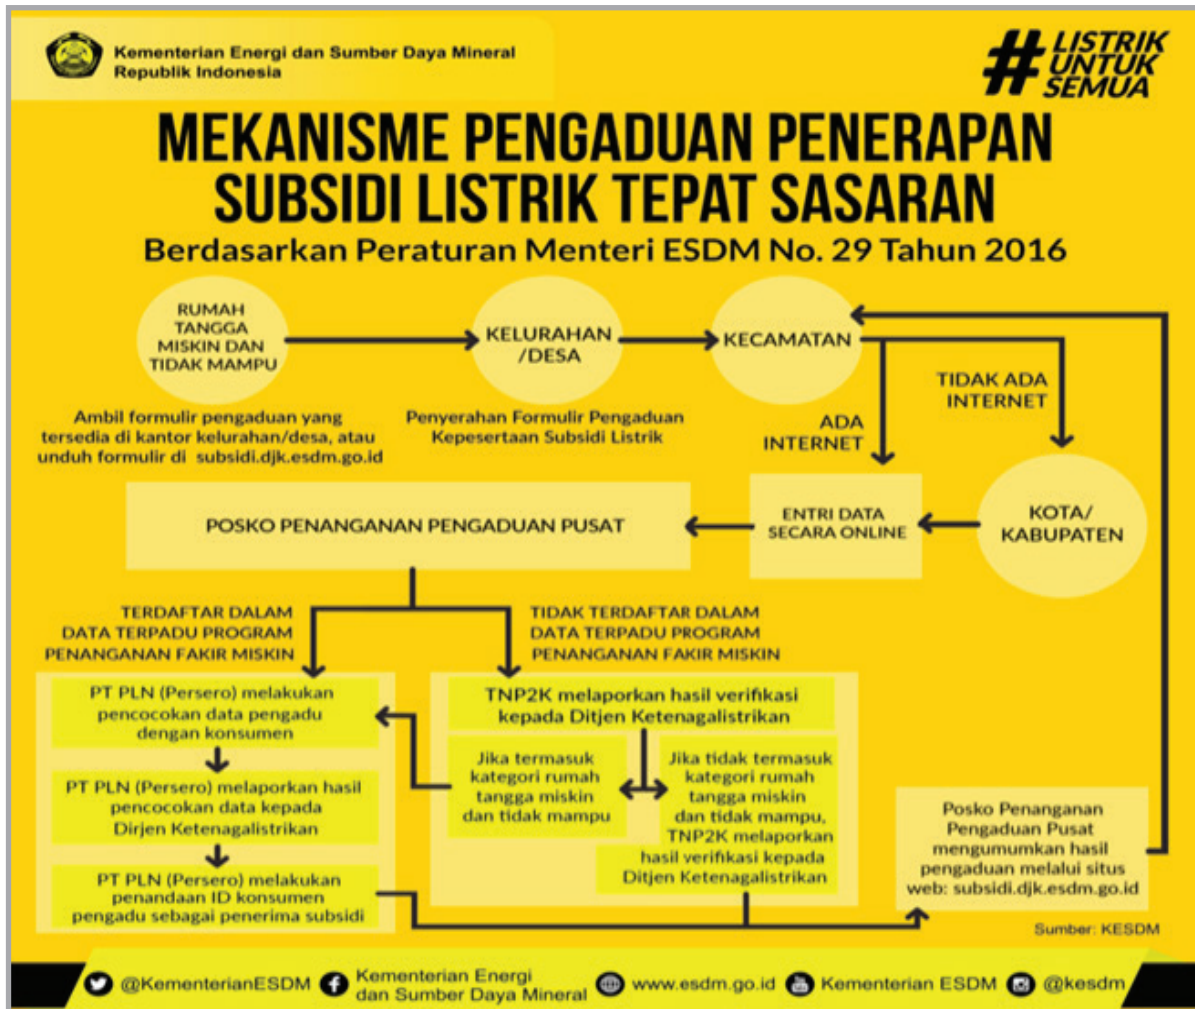 Kementerian Energi dan Sumber Daya Mineral
Republik Indonesia
#LISTRIK
UNTUK
SEMUA
MEKANISME PENGADUAN PENERAPAN
SUBSIDI LISTRIK TEPAT SASARAN
Berdasarkan Peraturan Menteri ESDM No. 29 Tahun 2016
RUMAH
TANGGA
MISKIN DAN
TIDAK MAMPU
KELURAHAN
/DESA
KECAMATAN
TIDAK ADA
INTERNET
ADA
INTERNET
Ambil formulir pengaduan yang
tersedia di kantor kelurahan/desa, atau
unduh formulir di subsidi.djk.esdm.go.id
Penyerahan Formulir Pengaduan
Kepesertaan Subsidi Listrik
POSKO PENANGANAN PENGADUAN PUSAT
ENTRI DATA
SECARA ONLINE
KOTA/
KABUPATEN
TERDAFTAR DALAM
DATA TERPADU PROGRAM
PENANGANAN FAKIR MISKIN
TIDAK TERDAFTAR DALAM
DATA TERPADU PROGRAM
PENANGANAN FAKIR MISKIN
PT PLN (Persero) melakukan
pencocokan data pengadu
dengan konsumen
PT PLN (Persero) melaporkan hasil
pencocokan data kepada
Dirjen Ketenagalistrikan
PT PLN (Persero) melakukan
penandaan ID konsumen
pengadu sebagai penerima subsidi
TNP2K melaporkan hasil verifikasi
kepada Ditjen Ketenagalistrikan
Jika termasuk
kategori rumah
tangga miskin
dan tidak mampu
Jika tidak termasuk
kategori rumah
tangga miskin
dan tidak mampu,
TNP2K melaporkan
hasil verifikasi kepada
Ditjen Ketenagalistrikan
Posko Penanganan
Pengaduan Pusat
mengumumkan hasil
pengaduan melalui situs
web: subsidi.djk.esdm.go.id
Sumber: KESDM
@KementerianESDM
Kementerian Energi
dan Sumber Daya Mineral
www.esdm.go.id
Kementerian ESDM
@kesdm